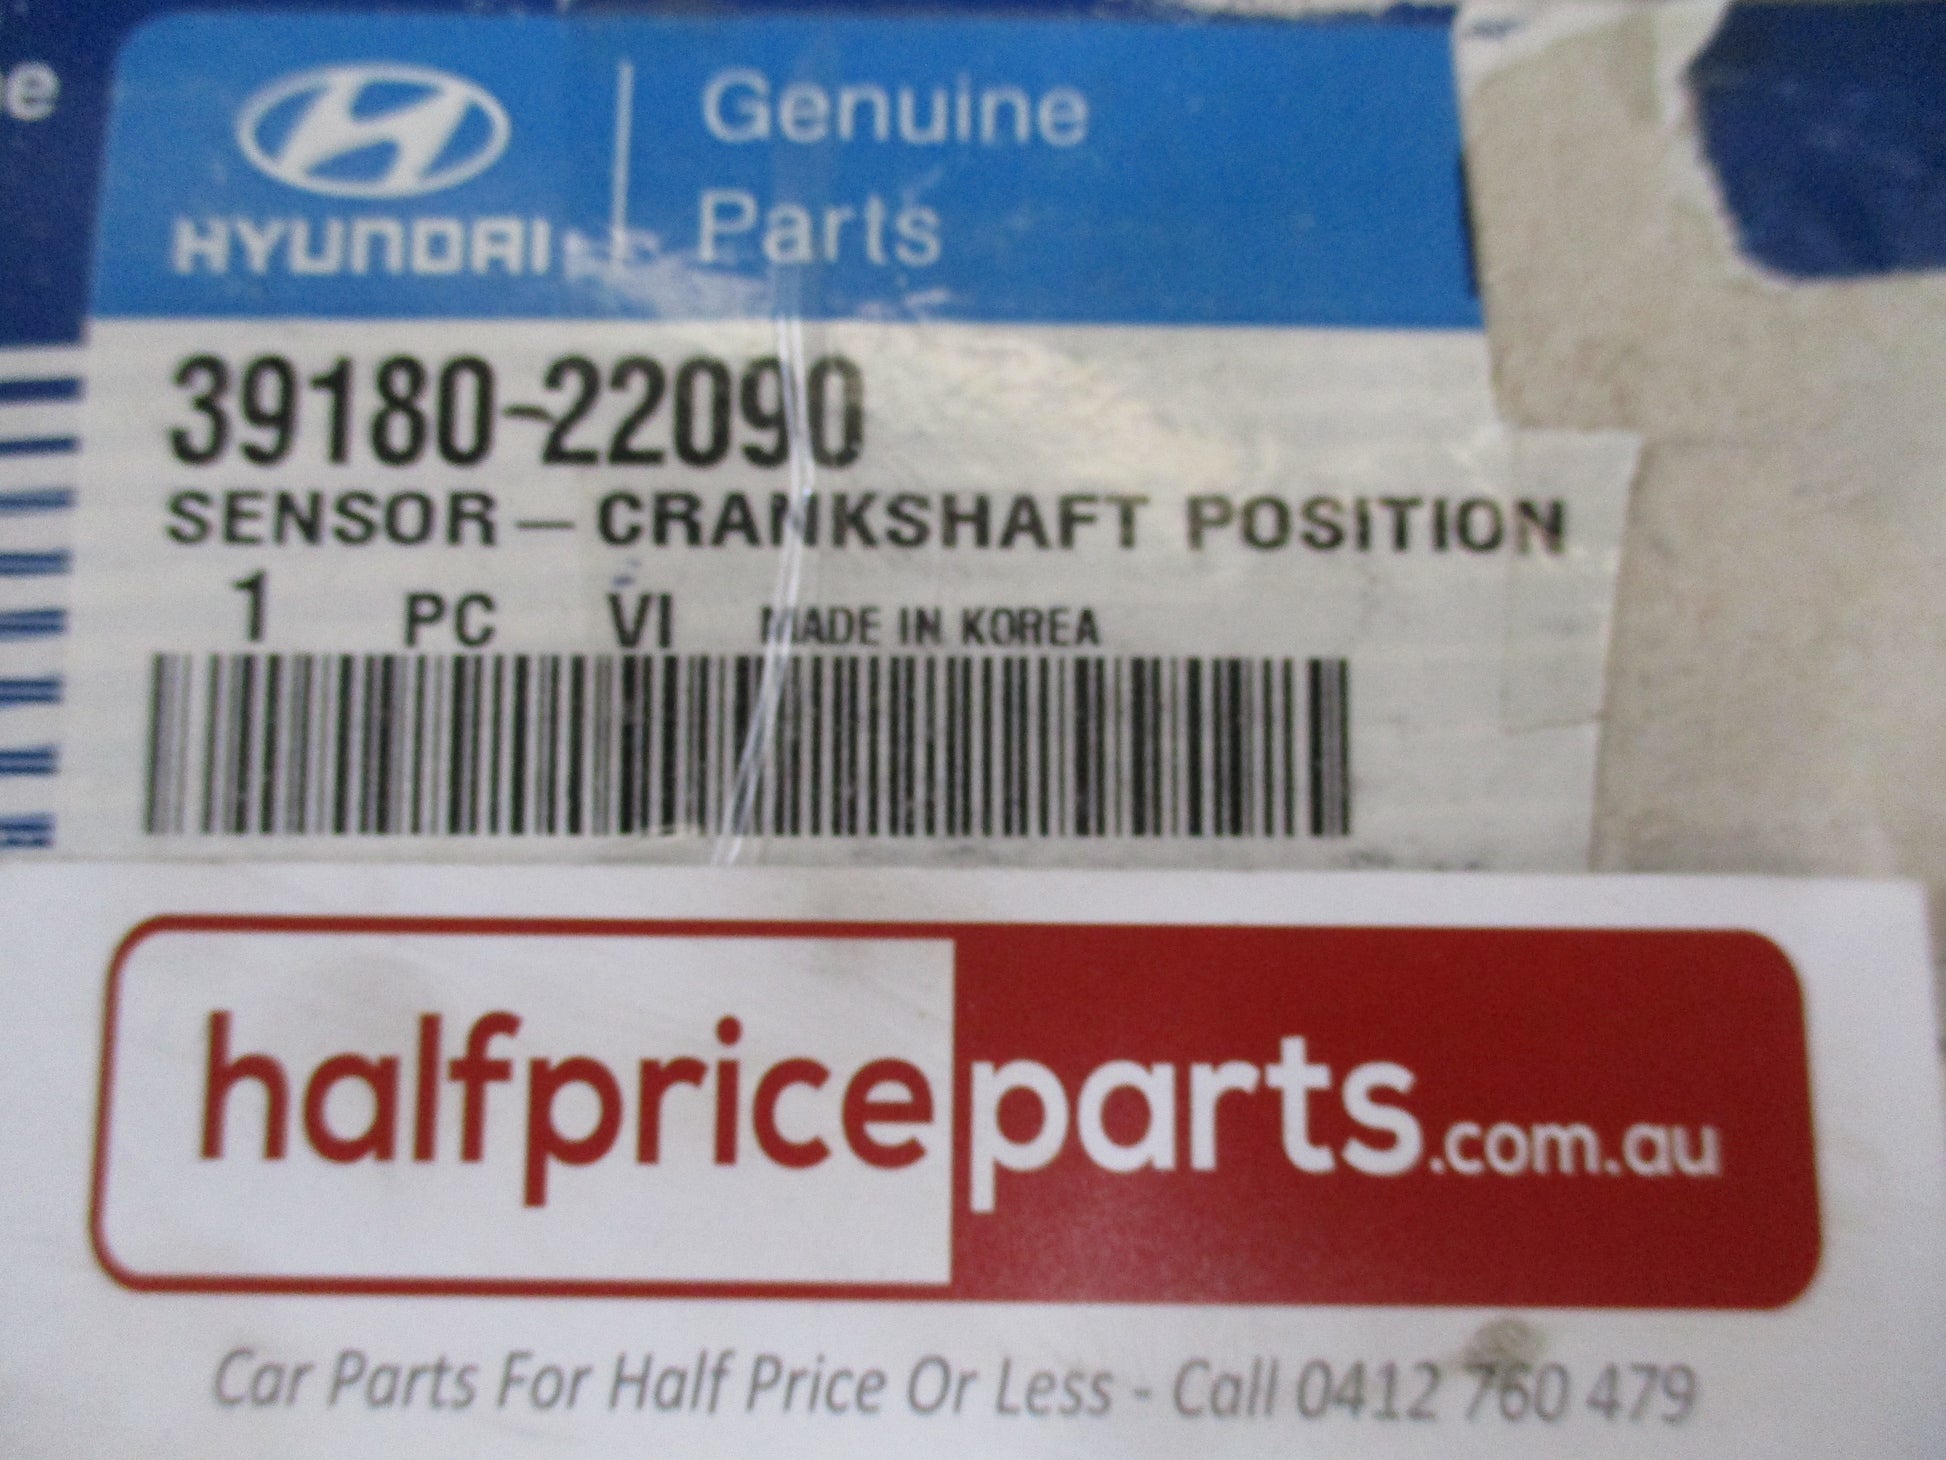 HYUNDAI
Genuine
Parts
39180-22090
SENSOR-CRANKSHAFT POSITION
1 PC VI MADE IN KOREA
halfpriceparts.com.au
Car Parts For Half Price Or Less - Call 0412 760 479